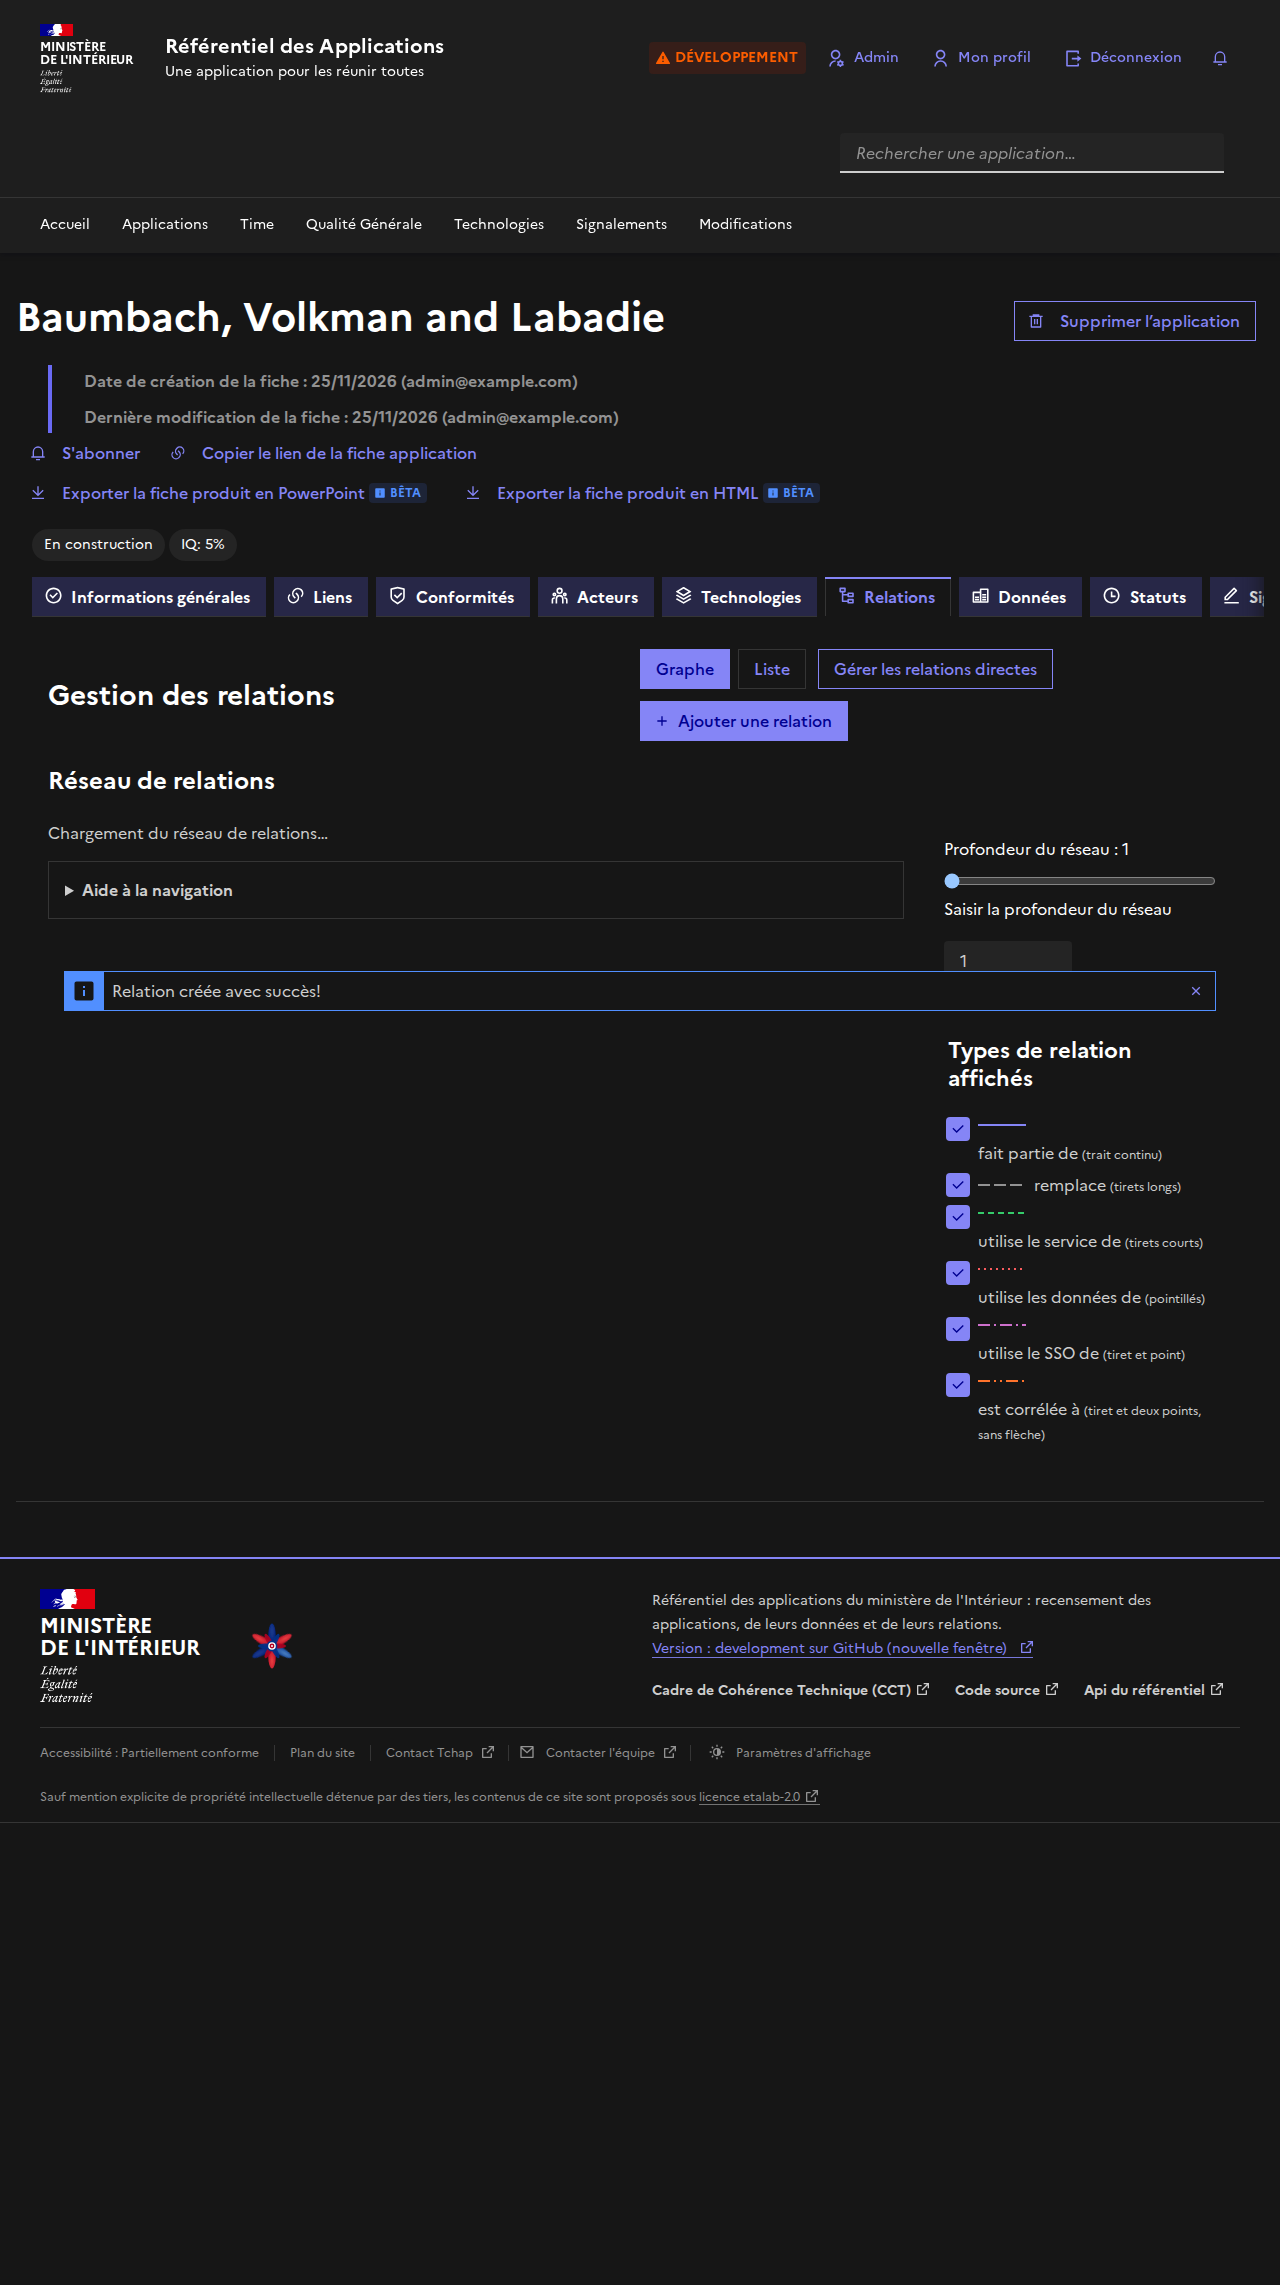 MINISTÈRE
DE L'INTÉRIEUR
Liberté
Égalité
Fraternité
Référentiel des Applications
Une application pour les réunir toutes
DÉVELOPPEMENT
Admin
Mon profil
Déconnexion
Rechercher une application...
Accueil
Applications
Time
Qualité Générale
Technologies
Signalements
Modifications
Baumbach, Volkman and Labadie
Supprimer l’application
Date de création de la fiche : 25/11/2026 (admin@example.com)
Dernière modification de la fiche : 25/11/2026 (admin@example.com)
S'abonner
Copier le lien de la fiche application
Exporter la fiche produit en PowerPoint BÊTA
Exporter la fiche produit en HTML BÊTA
En construction
IQ: 5%
Informations générales
Liens
Conformités
Acteurs
Technologies
Relations
Données
Statuts
Gestion des relations
Graphe
Liste
Gérer les relations directes
+ Ajouter une relation
Réseau de relations
Chargement du réseau de relations...
Aide à la navigation
Profondeur du réseau : 1
Saisir la profondeur du réseau
1
Relation créée avec succès!
Types de relation
affichés
fait partie de (trait continu)
remplace (tirets longs)
utilise le service de (tirets courts)
utilise les données de (pointillés)
utilise le SSO de (tiret et point)
est corrélée à (tiret et deux points,
sans flèche)
MINISTÈRE
DE L'INTÉRIEUR
Liberté
Égalité
Fraternité
Référentiel des applications du ministère de l'Intérieur : recensement des
applications, de leurs données et de leurs relations.
Version : development sur GitHub (nouvelle fenêtre)
Cadre de Cohérence Technique (CCT)
Code source
Api du référentiel
Accessibilité : Partiellement conforme
Plan du site
Contact Tchap
Contacter l'équipe
Paramètres d'affichage
Sauf mention explicite de propriété intellectuelle détenue par des tiers, les contenus de ce site sont proposés sous licence etalab-2.0